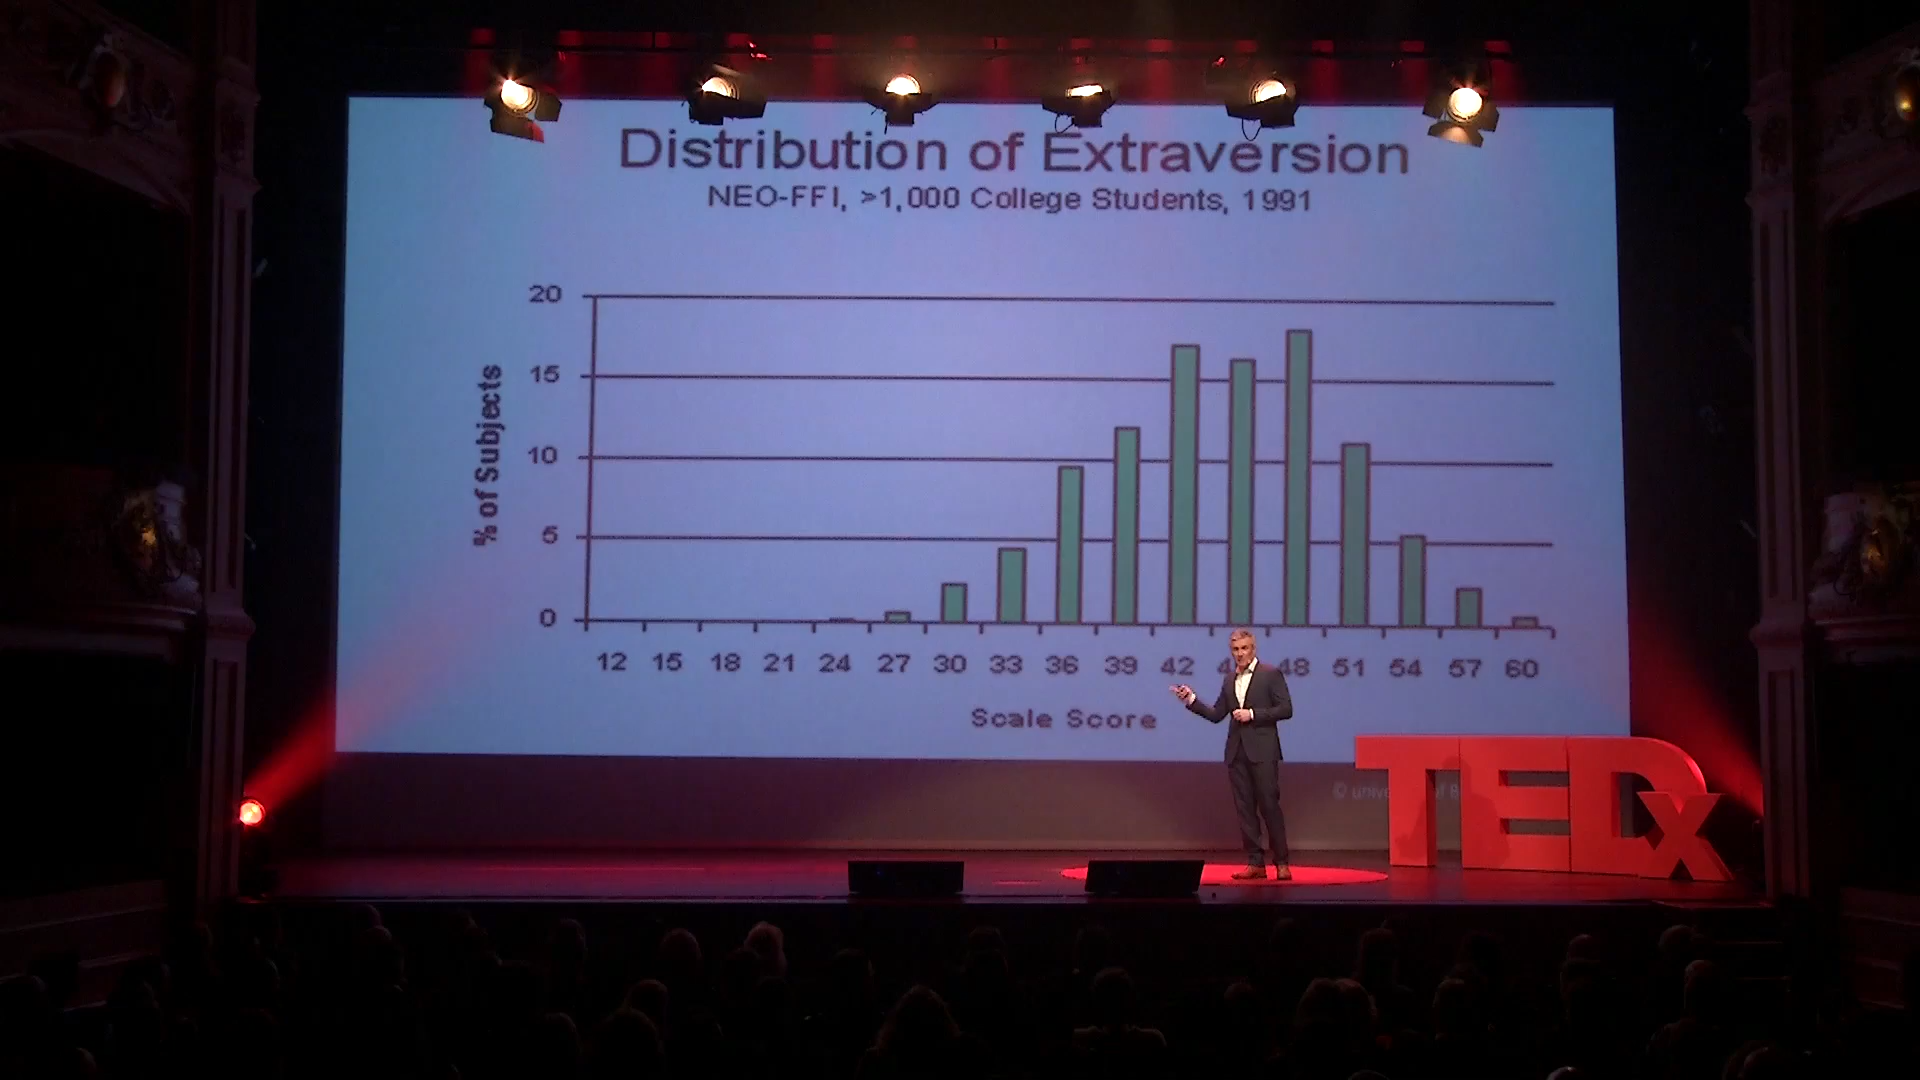 Distribution of Extraversion
NEO-FFI, >1,000 College Students, 1991
20
15
10
5
0
% of Subjects
12 15 18 21 24 27 30 33 36 39 42 48 51 54 57 60
Scale Score
TEDx
©